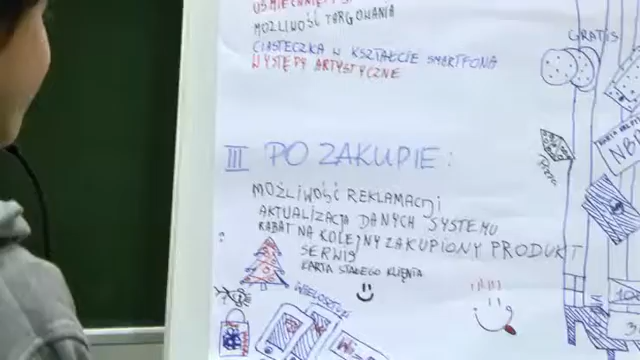 UŚMIECHNIĘT
MOŻLIWOŚĆ TARGOWANIA
CIASTECZKA W KSZTAŁCIE SMARTFONA
WYSTĘPY ARTYSTYCZNE
GRATIS
III PO ZAKUPIE:
MOŻLIWOŚĆ REKLAMACJI
AKTUALIZACJA DANYCH SYSTEMU
RABAT NA KOLEJNY ZAKUPIONY PRODUKT
SERWIS
KARTA STAŁEGO KLIENTA